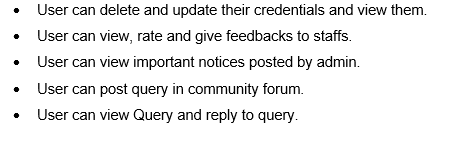 • User can delete and update their credentials and view them.
• User can view, rate and give feedbacks to staffs.
• User can view important notices posted by admin.
• User can post query in community forum.
• User can view Query and reply to query.